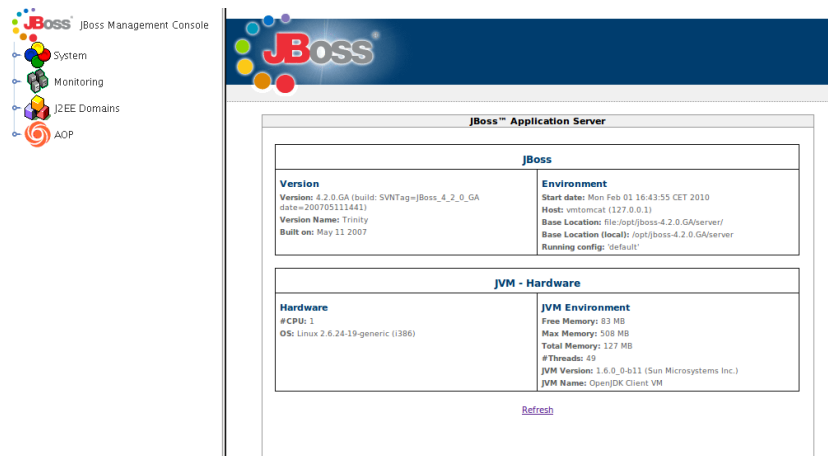 JBoss JBoss Management Console
System
Monitoring
J2EE Domains
AOP
JBoss®
JBoss™ Application Server
JBoss
Version
Version: 4.2.0.GA (build: SVNTag=JBoss_4_2_0_GA
date=200705111441)
Version Name: Trinity
Built on: May 11 2007
Environment
Start date: Mon Feb 01 16:43:55 CET 2010
Host: vmtomcat (127.0.0.1)
Base Location: file:/opt/jboss-4.2.0.GA/server/
Base Location (local): /opt/jboss-4.2.0.GA/server
Running config: 'default'
JVM - Hardware
Hardware
#CPU: 1
OS: Linux 2.6.24-19-generic (i386)
JVM Environment
Free Memory: 83 MB
Max Memory: 508 MB
Total Memory: 127 MB
#Threads: 49
JVM Version: 1.6.0_0-b11 (Sun Microsystems Inc.)
JVM Name: OpenJDK Client VM
Refresh